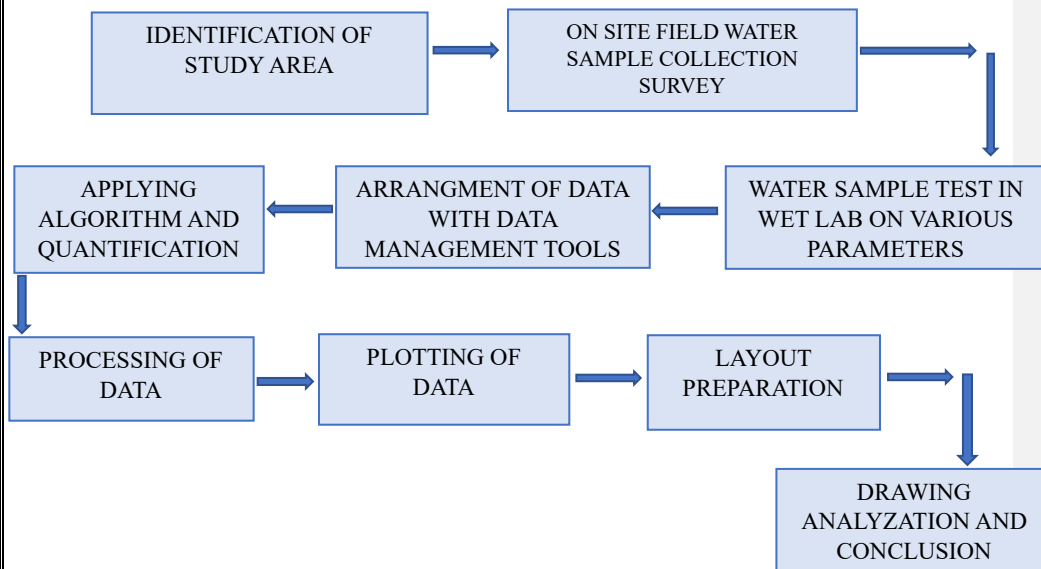 IDENTIFICATION OF
STUDY AREA
ON SITE FIELD WATER
SAMPLE COLLECTION
SURVEY
WATER SAMPLE TEST IN
WET LAB ON VARIOUS
PARAMETERS
ARRANGMENT OF DATA
WITH DATA
MANAGEMENT TOOLS
APPLYING
ALGORITHM AND
QUANTIFICATION
PROCESSING OF
DATA
PLOTTING OF
DATA
LAYOUT
PREPARATION
DRAWING
ANALYZATION AND
CONCLUSION